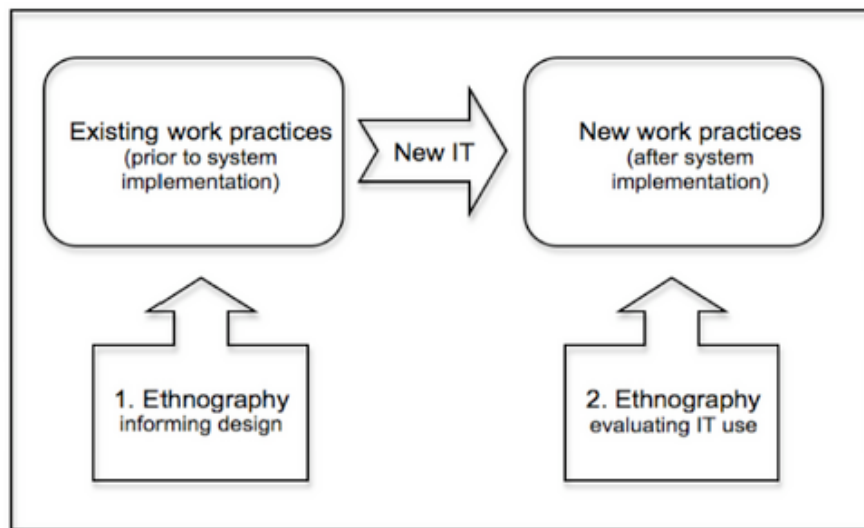 Existing work practices
(prior to system
implementation)
New IT
New work practices
(after system
implementation)
1. Ethnography
informing design
2. Ethnography
evaluating IT use